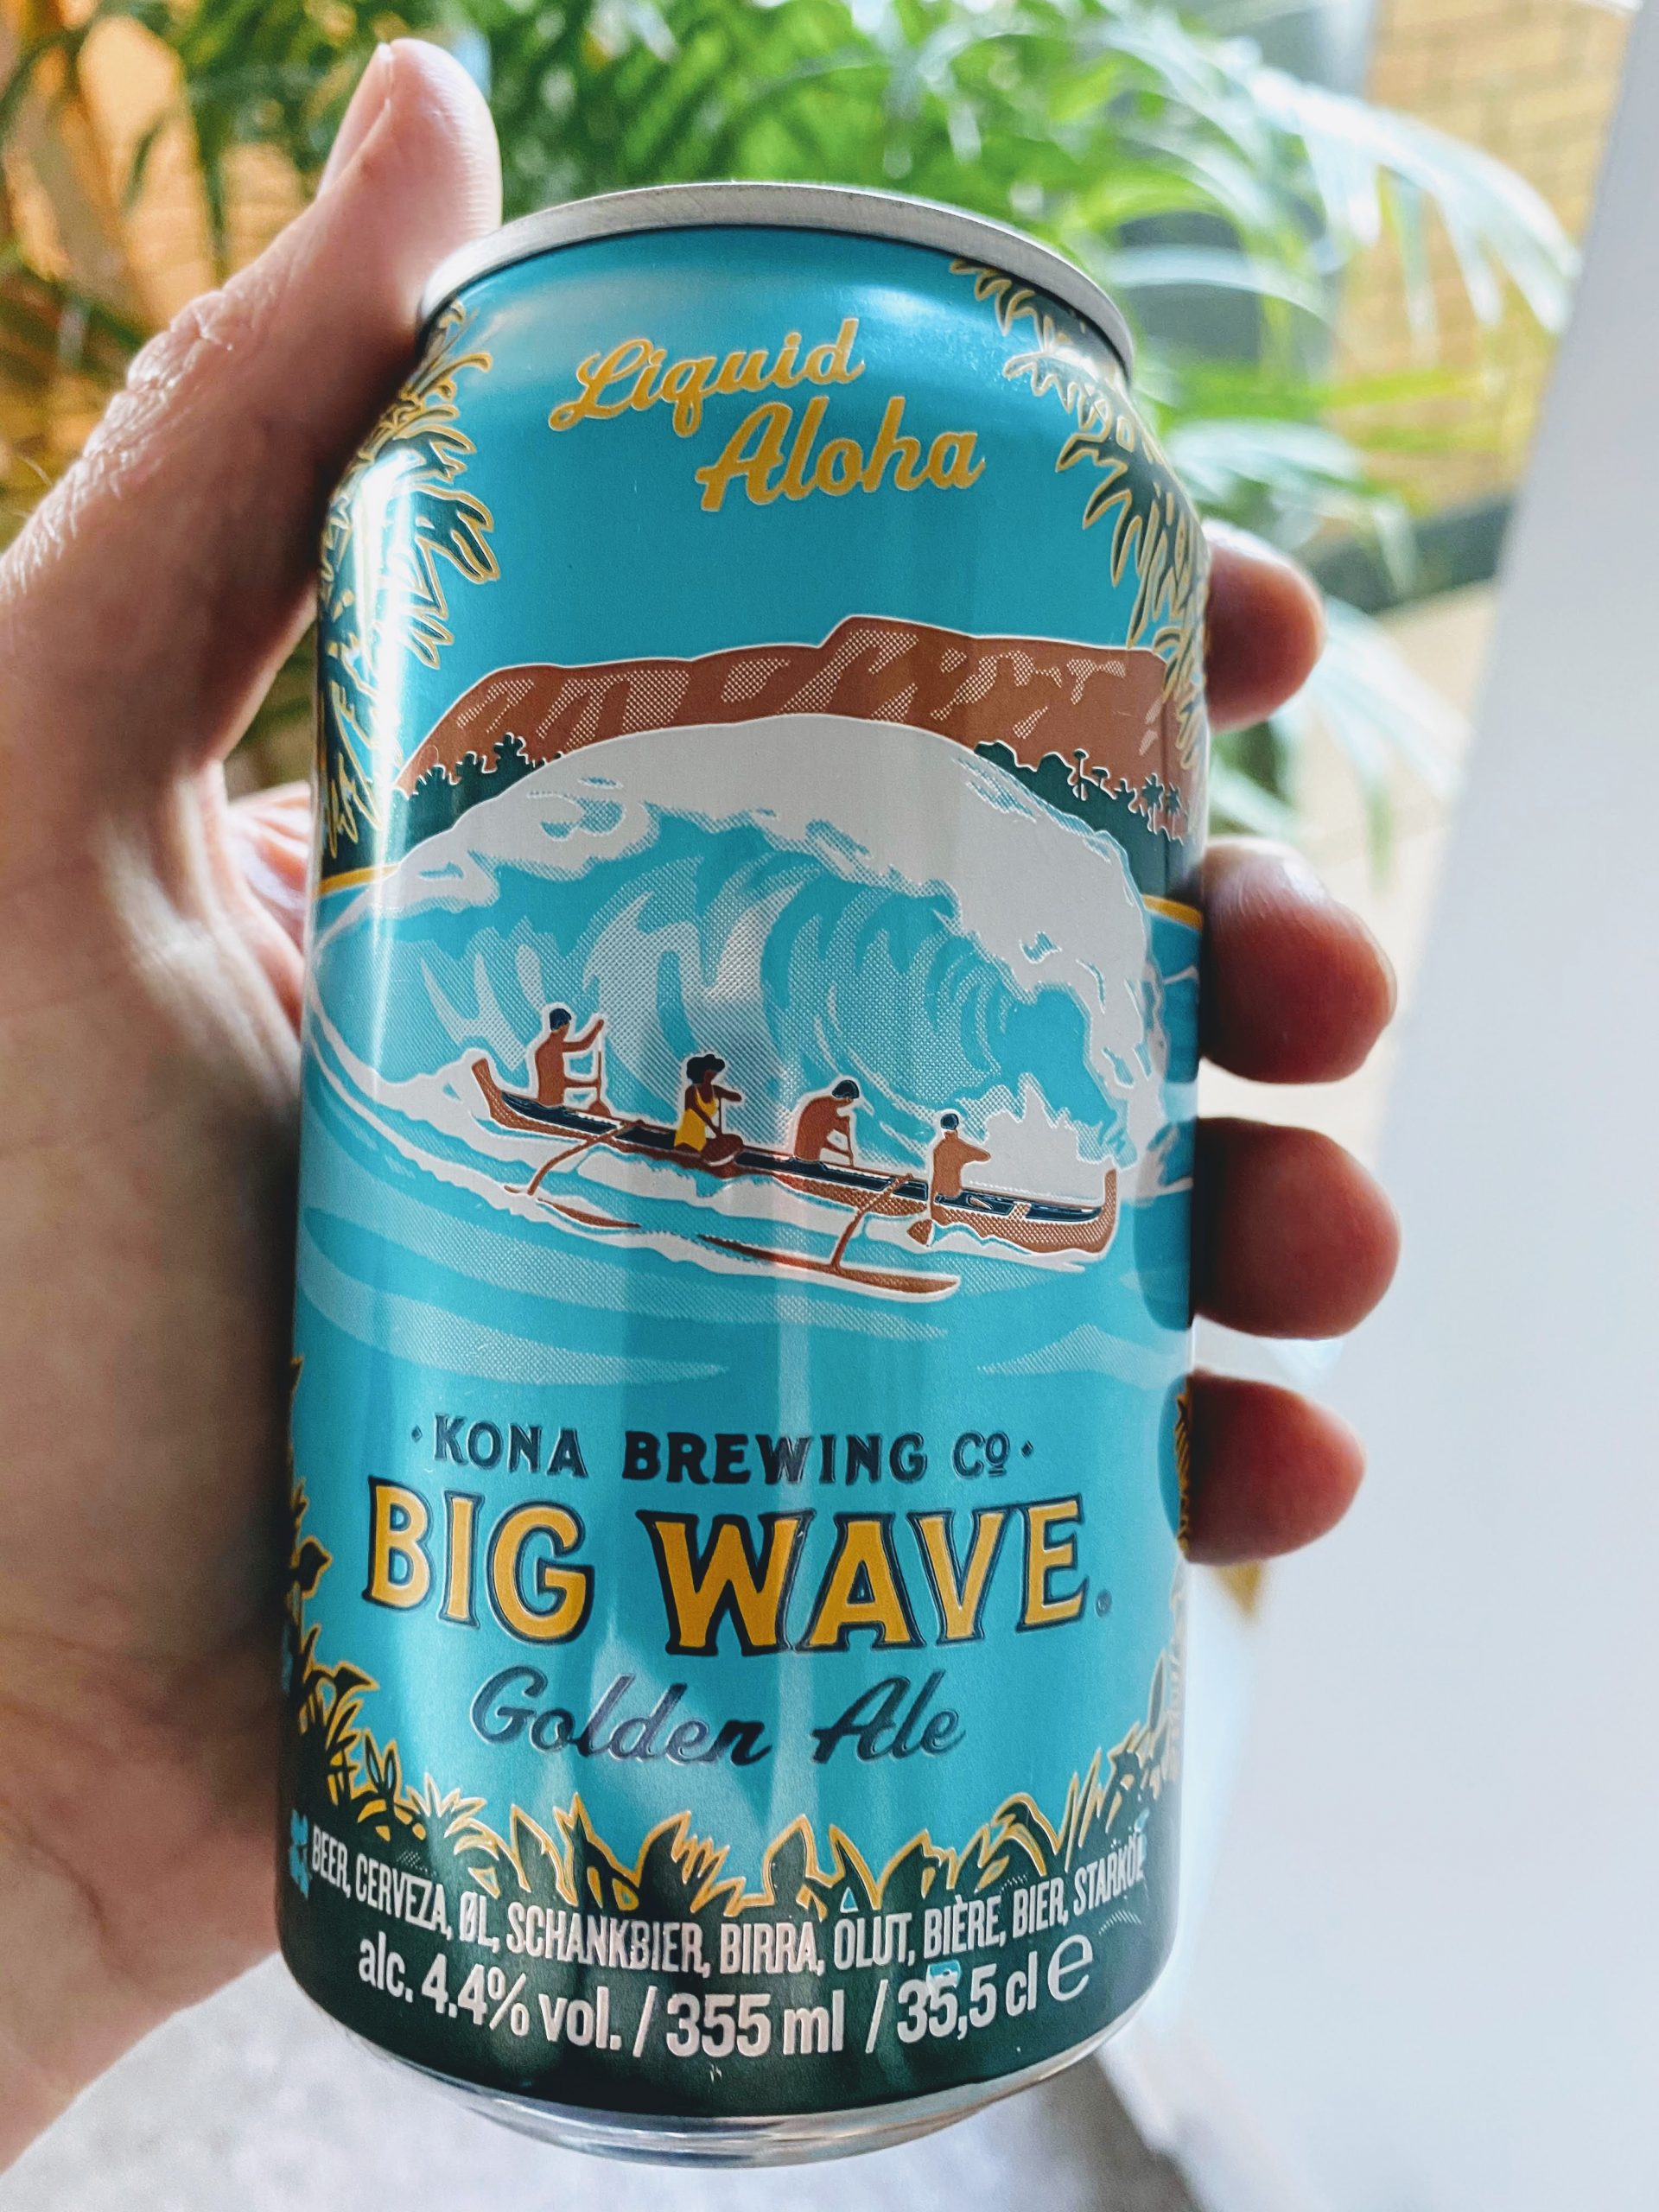 Liquid
Aloha
·KONA BREWING Cº·
BIG WAVE®
Golden Ale
BEER, CERVEZA, ØL, SCHANKBIER, BIRRA, OLUT, BIÈRE, BIER,
alc. 4.4% vol. / 355 ml / 35,5 cl e